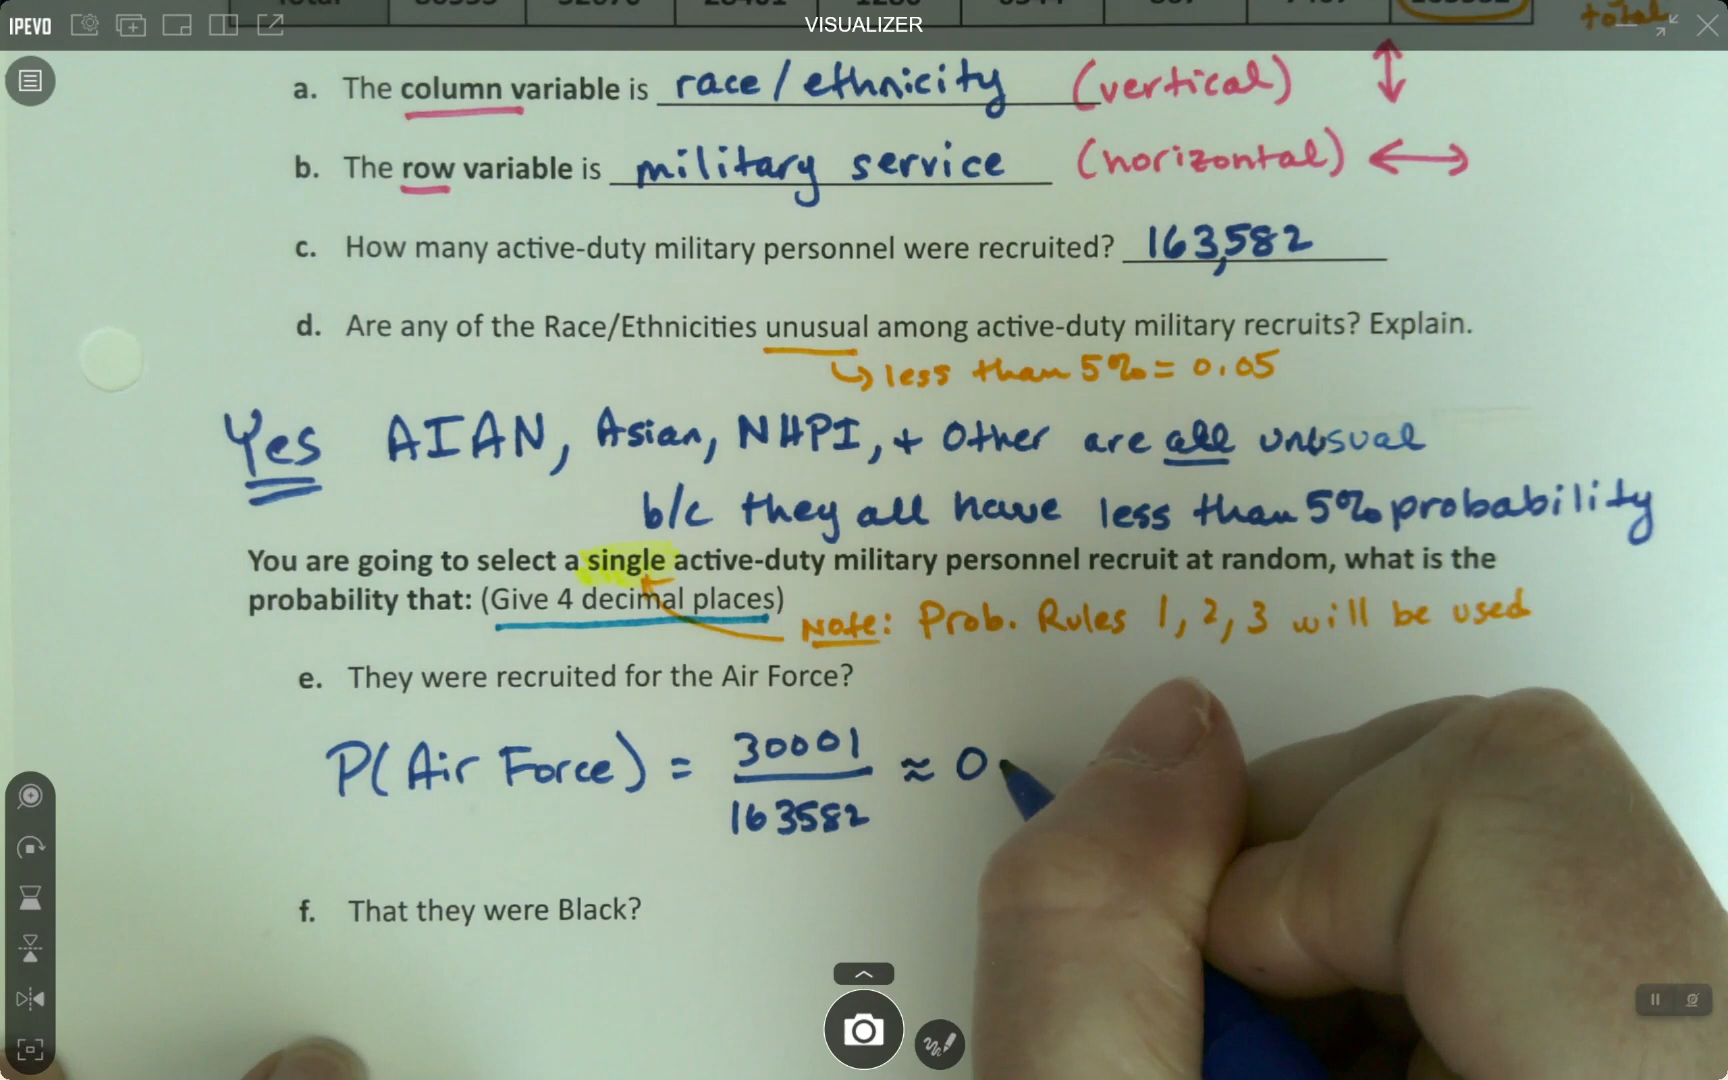 IPEVO
VISUALIZER
total
a. The column variable is race/ethnicity (vertical)
b. The row variable is military service (horizontal)
c. How many active-duty military personnel were recruited? 163,582
d. Are any of the Race/Ethnicities unusual among active-duty military recruits? Explain.
less than 5% = 0.05
Yes AIAN, Asian, NHPI, + Other are all unusual
b/c they all have less than 5% probability
You are going to select a single active-duty military personnel recruit at random, what is the
probability that: (Give 4 decimal places)
Note: Prob. Rules 1, 2, 3 will be used
e. They were recruited for the Air Force?
P(Air Force) = 30001 / 163582 ≈ 0
f. That they were Black?